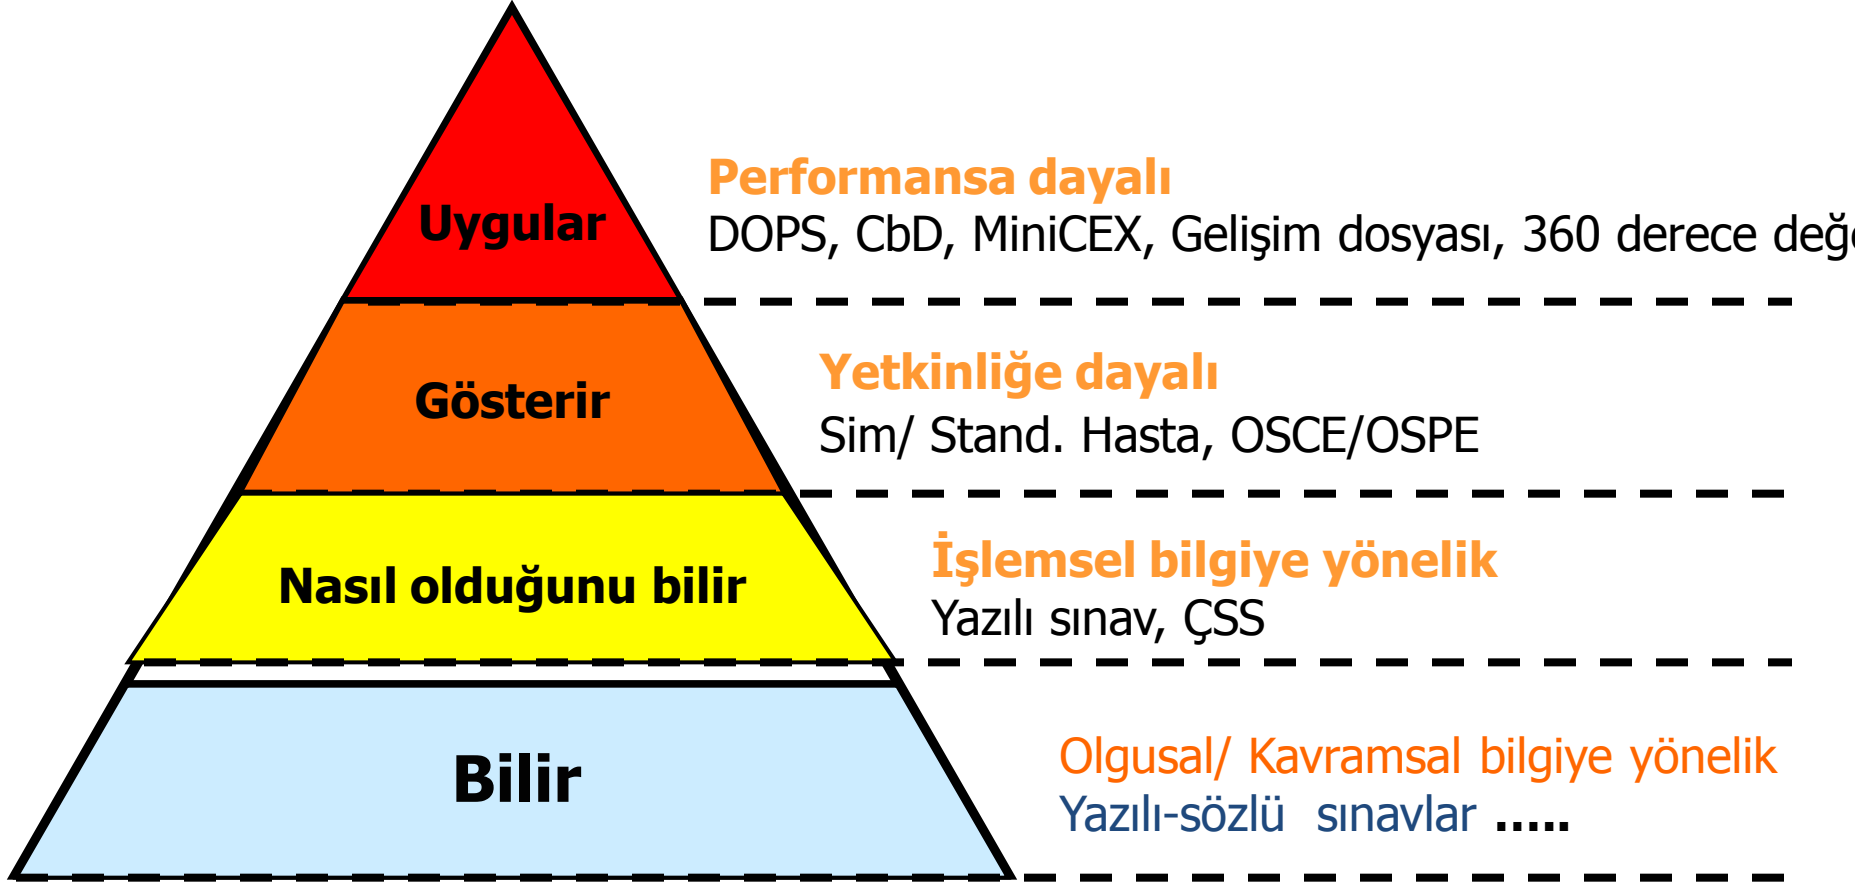 Performansa dayalı
Uygular
DOPS, CbD, MiniCEX, Gelişim dosyası, 360 derece
Yetkinliğe dayalı
Gösterir
Sim/ Stand. Hasta, OSCE/OSPE
İşlemsel bilgiye yönelik
Nasıl olduğunu bilir
Yazılı sınav, ÇSS
Olgusal/ Kavramsal bilgiye yönelik
Bilir
Yazılı-sözlü sınavlar .....